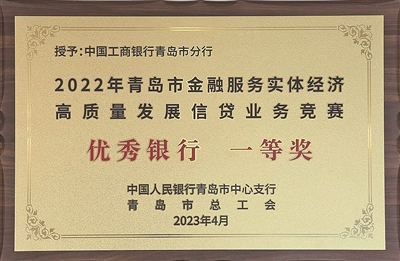 授予:中国工商银行青岛市分行
2022年青岛市金融服务实体经济
高质量发展信贷业务竞赛
优秀银行 一等奖
中国人民银行青岛市中心支行
青岛市总工会
2023年4月